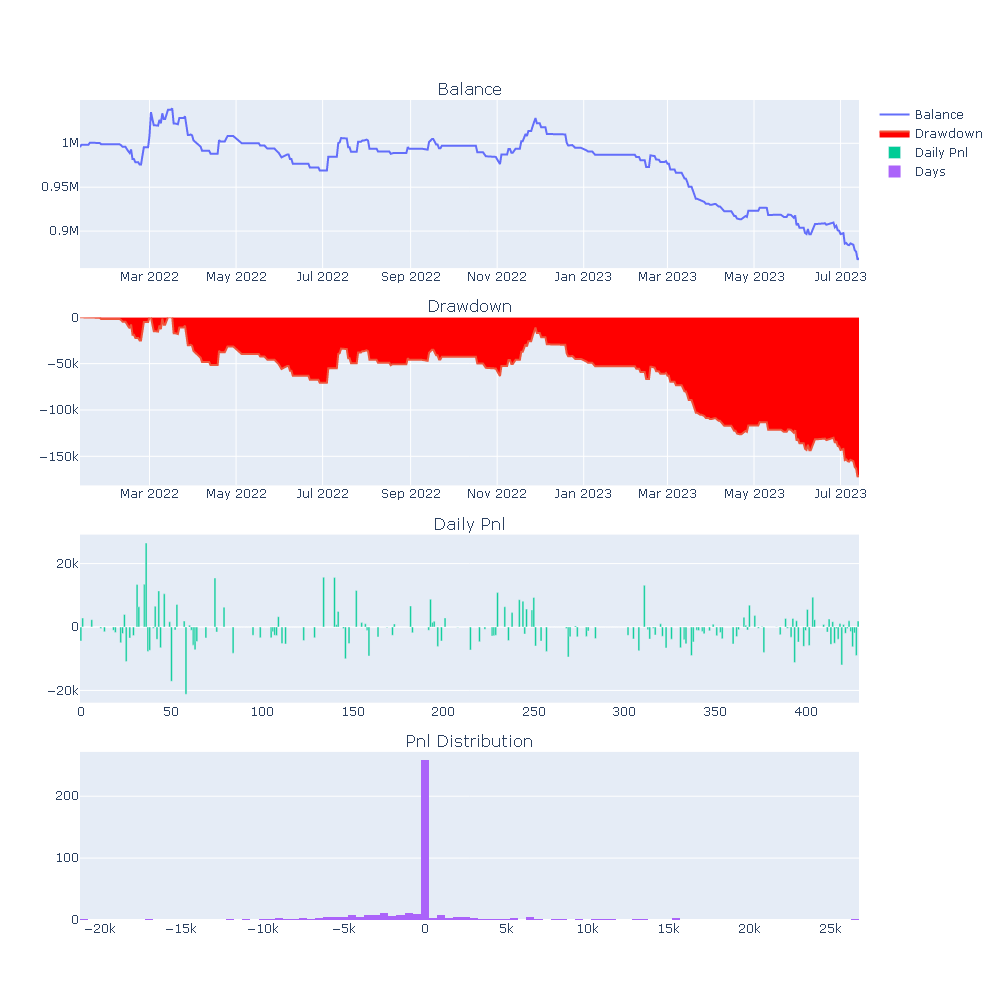 Balance
1M
0.95M
0.9M
Mar 2022 May 2022 Jul 2022 Sep 2022 Nov 2022 Jan 2023 Mar 2023 May 2023 Jul 2023
Balance
Drawdown
Daily Pnl
Days
Drawdown
0
−50k
−100k
−150k
Mar 2022 May 2022 Jul 2022 Sep 2022 Nov 2022 Jan 2023 Mar 2023 May 2023 Jul 2023
Daily Pnl
20k
0
−20k
0 50 100 150 200 250 300 350 400
Pnl Distribution
200
100
0
−20k −15k −10k −5k 0 5k 10k 15k 20k 25k